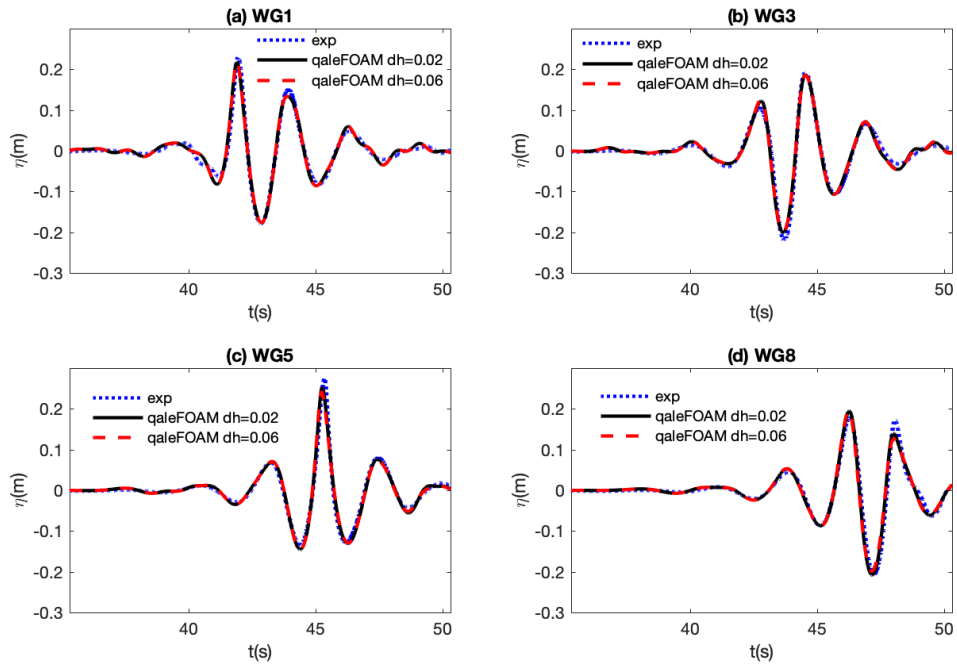 (a) WG1
exp
qaleFOAM dh=0.02
qaleFOAM dh=0.06
0.2
0.1
0
-0.1
-0.2
-0.3
η(m)
40 45 50
t(s)
(b) WG3
exp
qaleFOAM dh=0.02
qaleFOAM dh=0.06
0.2
0.1
0
-0.1
-0.2
-0.3
η(m)
40 45 50
t(s)
(c) WG5
exp
qaleFOAM dh=0.02
qaleFOAM dh=0.06
0.2
0.1
0
-0.1
-0.2
-0.3
η(m)
40 45 50
t(s)
(d) WG8
exp
qaleFOAM dh=0.02
qaleFOAM dh=0.06
0.2
0.1
0
-0.1
-0.2
-0.3
η(m)
40 45 50
t(s)